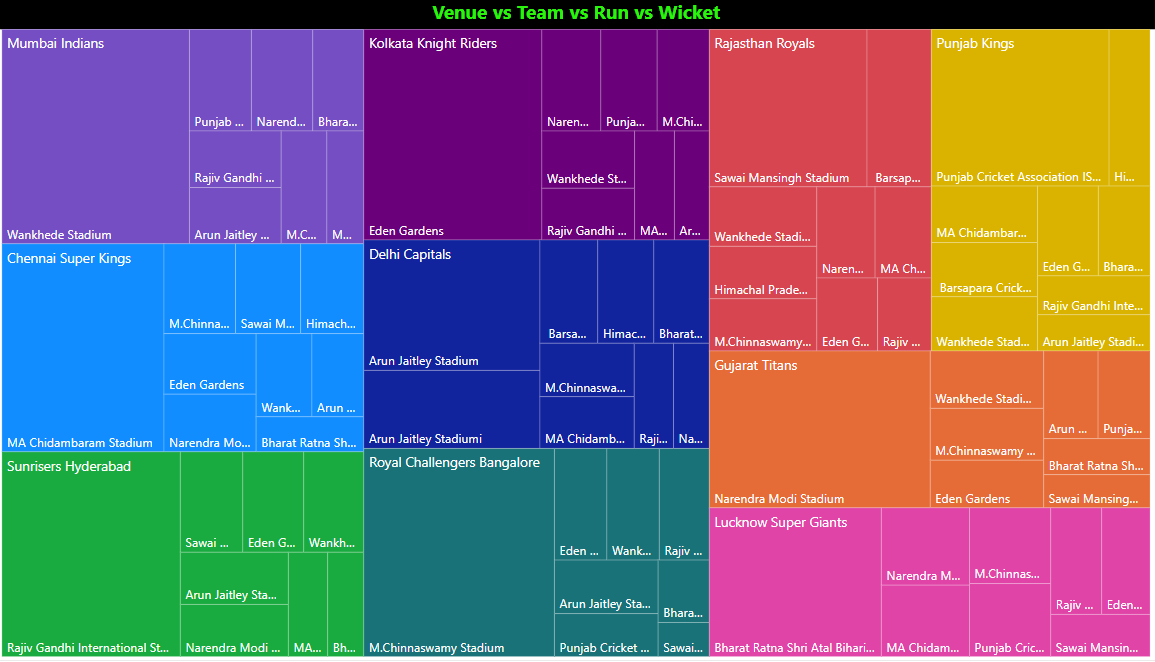 Venue vs Team vs Run vs Wicket
Mumbai Indians
Wankhede Stadium
Punjab ...
Narend...
Bhara...
Rajiv Gandhi ...
Arun Jaitley ...
M.C...
M...
Chennai Super Kings
MA Chidambaram Stadium
M.Chinna...
Sawai M...
Himach...
Eden Gardens
Narendra Mo...
Wank...
Arun ...
Bharat Ratna Sh...
Sunrisers Hyderabad
Rajiv Gandhi International St...
Sawai ...
Eden G...
Wankh...
Arun Jaitley Sta...
Narendra Modi ...
MA...
Bh...
Kolkata Knight Riders
Eden Gardens
Naren...
Punja...
M.Chi...
Wankhede St...
Rajiv Gandhi ...
MA...
Ar...
Delhi Capitals
Arun Jaitley Stadium
Arun Jaitley Stadiumi
Barsa...
Himac...
Bharat...
M.Chinnaswa...
MA Chidamb...
Raji...
Na...
Royal Challengers Bangalore
M.Chinnaswamy Stadium
Eden ...
Wank...
Rajiv ...
Arun Jaitley Sta...
Punjab Cricket ...
Bhara...
Sawai...
Rajasthan Royals
Sawai Mansingh Stadium
Barsap...
Wankhede Stadi...
Himachal Prade...
M.Chinnaswamy...
Naren...
MA Ch...
Eden G...
Rajiv ...
Punjab Kings
Punjab Cricket Association IS...
Hi...
MA Chidambar...
Barsapara Crick...
Wankhede Stad...
Eden G...
Bhara...
Rajiv Gandhi Inte...
Arun Jaitley Stadi...
Gujarat Titans
Narendra Modi Stadium
Wankhede Stadi...
M.Chinnaswamy ...
Eden Gardens
Arun ...
Punja...
Bharat Ratna Sh...
Sawai Mansing...
Lucknow Super Giants
Bharat Ratna Shri Atal Bihari...
Narendra M...
MA Chidam...
M.Chinnas...
Punjab Cric...
Rajiv ...
Eden...
Sawai Mansin...